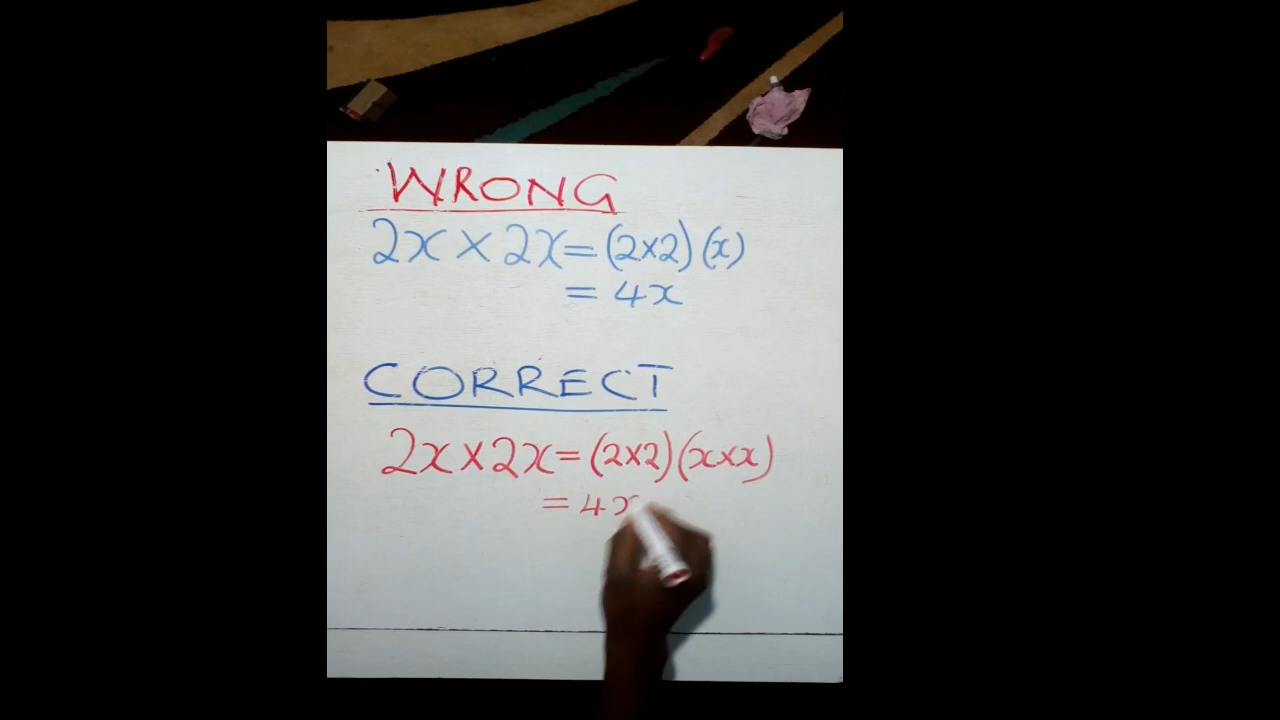 WRONG
2x × 2x = (2×2)(x)
= 4x
CORRECT
2x × 2x = (2×2)(x×x)
= 4x